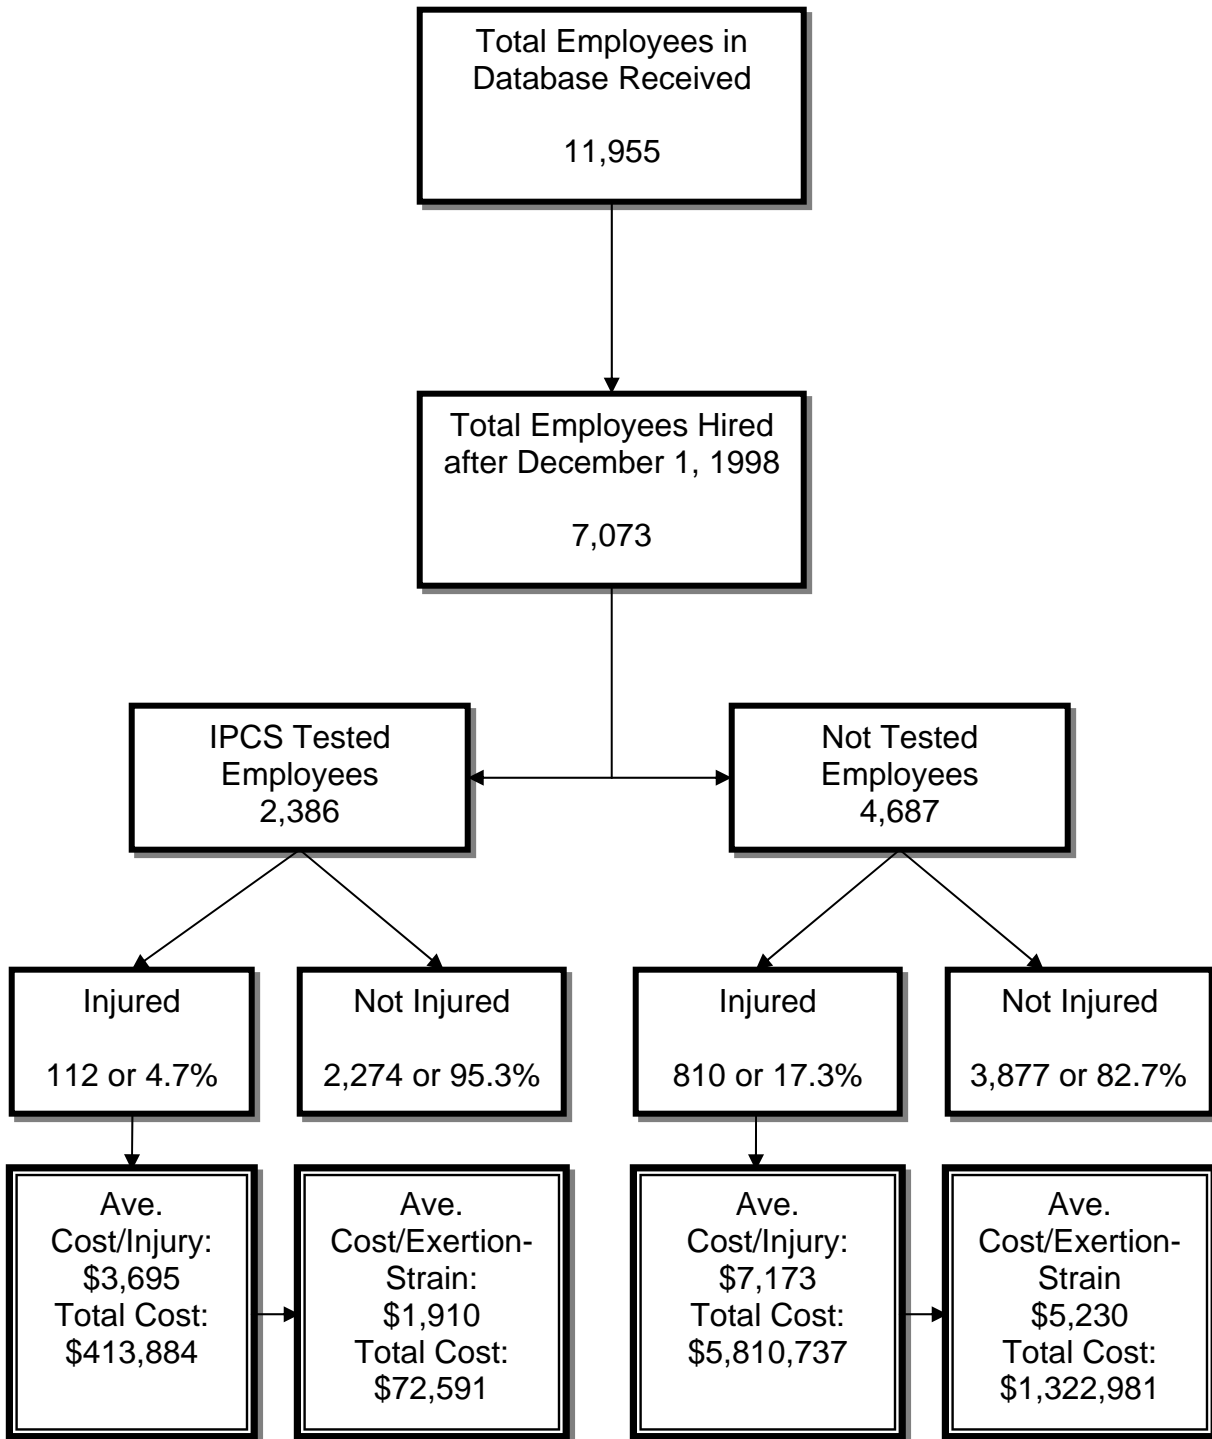 Total Employees in
Database Received
11,955
Total Employees Hired
after December 1, 1998
7,073
IPCS Tested
Employees
2,386
Not Tested
Employees
4,687
Injured
112 or 4.7%
Not Injured
2,274 or 95.3%
Injured
810 or 17.3%
Not Injured
3,877 or 82.7%
Ave.
Cost/Injury:
$3,695
Total Cost:
$413,884
Ave.
Cost/Exertion-
Strain:
$1,910
Total Cost:
$72,591
Ave.
Cost/Injury:
$7,173
Total Cost:
$5,810,737
Ave.
Cost/Exertion-
Strain
$5,230
Total Cost:
$1,322,981